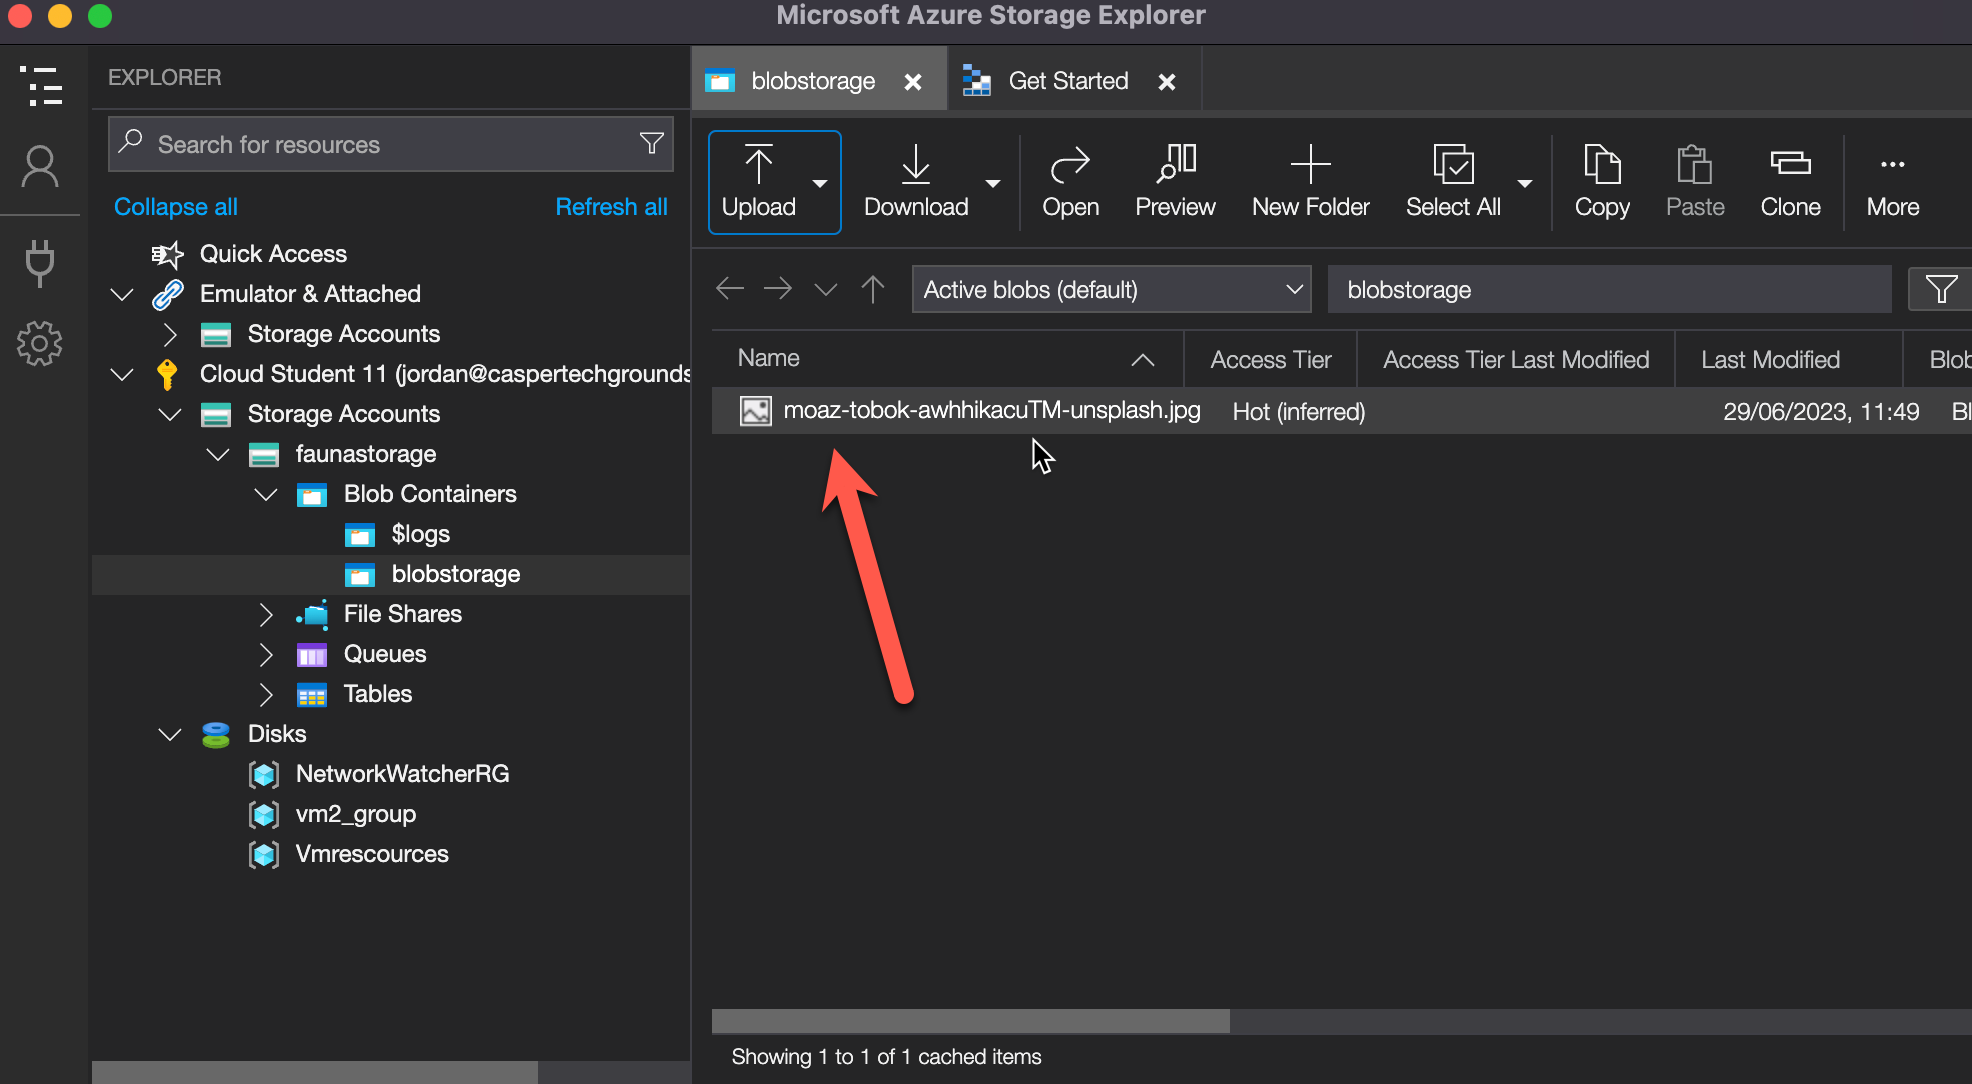 Microsoft Azure Storage Explorer
EXPLORER
Search for resources
Collapse all
Refresh all
Quick Access
Emulator & Attached
Storage Accounts
Cloud Student 11 (jordan@caspertechgrounds
Storage Accounts
faunastorage
Blob Containers
$logs
blobstorage
File Shares
Queues
Tables
Disks
NetworkWatcherRG
vm2_group
Vmrescources
blobstorage
Get Started
Upload
Download
Open
Preview
New Folder
Select All
Copy
Paste
Clone
More
Active blobs (default)
blobstorage
Name
Access Tier
Access Tier Last Modified
Last Modified
Blob
moaz-tobok-awhhikacuTM-unsplash.jpg
Hot (inferred)
29/06/2023, 11:49
Bl
Showing 1 to 1 of 1 cached items